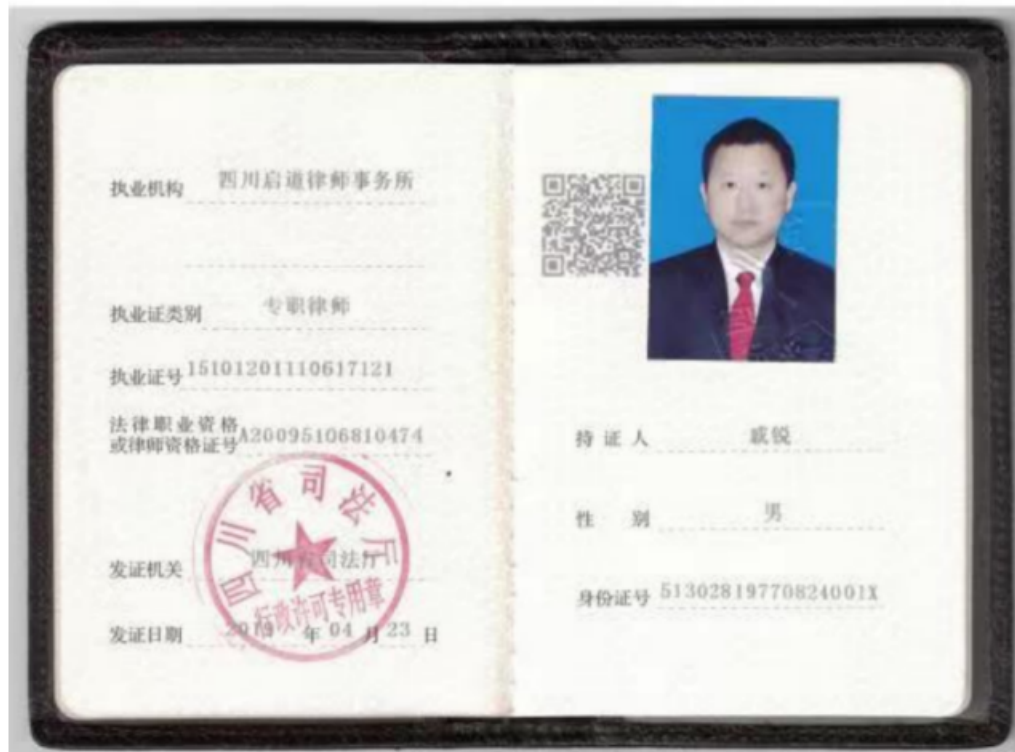 执业机构 四川启道律师事务所
执业证类别 专职律师
执业证号 15101201110617121
法律职业资格
或律师资格证号 A20095106810474
四川省司法厅
行政许可专用章
发证机关 四川省司法厅
发证日期 2019 年 04 月 23 日
持证人 戚锐
性别 男
身份证号 51302819770824001X